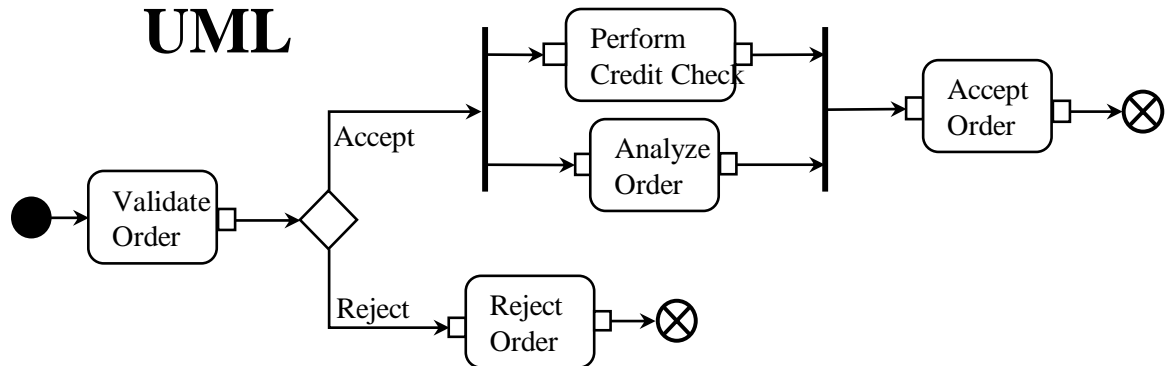 UML
Perform
Credit Check
Accept
Order
Accept
Analyze
Order
Validate
Order
Reject
Reject
Order